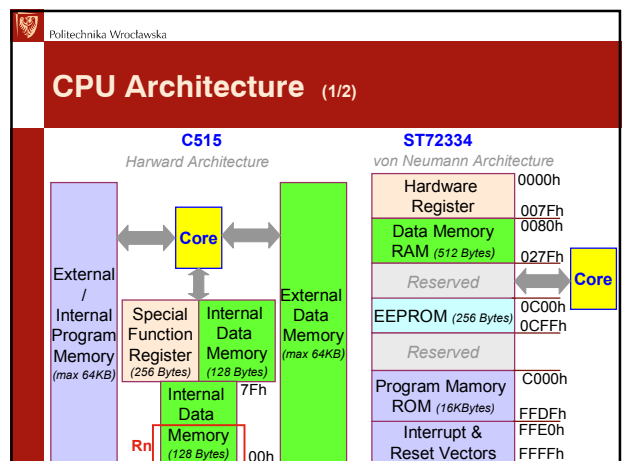 Politechnika Wrocławska
CPU Architecture (1/2)
C515
Harward Architecture
Core
External
/
Internal
Program
Memory
(max 64KB)
Special
Function
Register
(256 Bytes)
Internal
Data
Memory
(128 Bytes)
External
Data
Memory
(max 64KB)
Internal
Data
Memory
(128 Bytes)
7Fh
Rn
00h
ST72334
von Neumann Architecture
Hardware
Register
0000h
007Fh
Data Memory
RAM (512 Bytes)
0080h
027Fh
Reserved
Core
EEPROM (256 Bytes)
0C00h
0CFFh
Reserved
Program Mamory
ROM (16KBytes)
C000h
FFDFh
Interrupt &
Reset Vectors
FFE0h
FFFFh